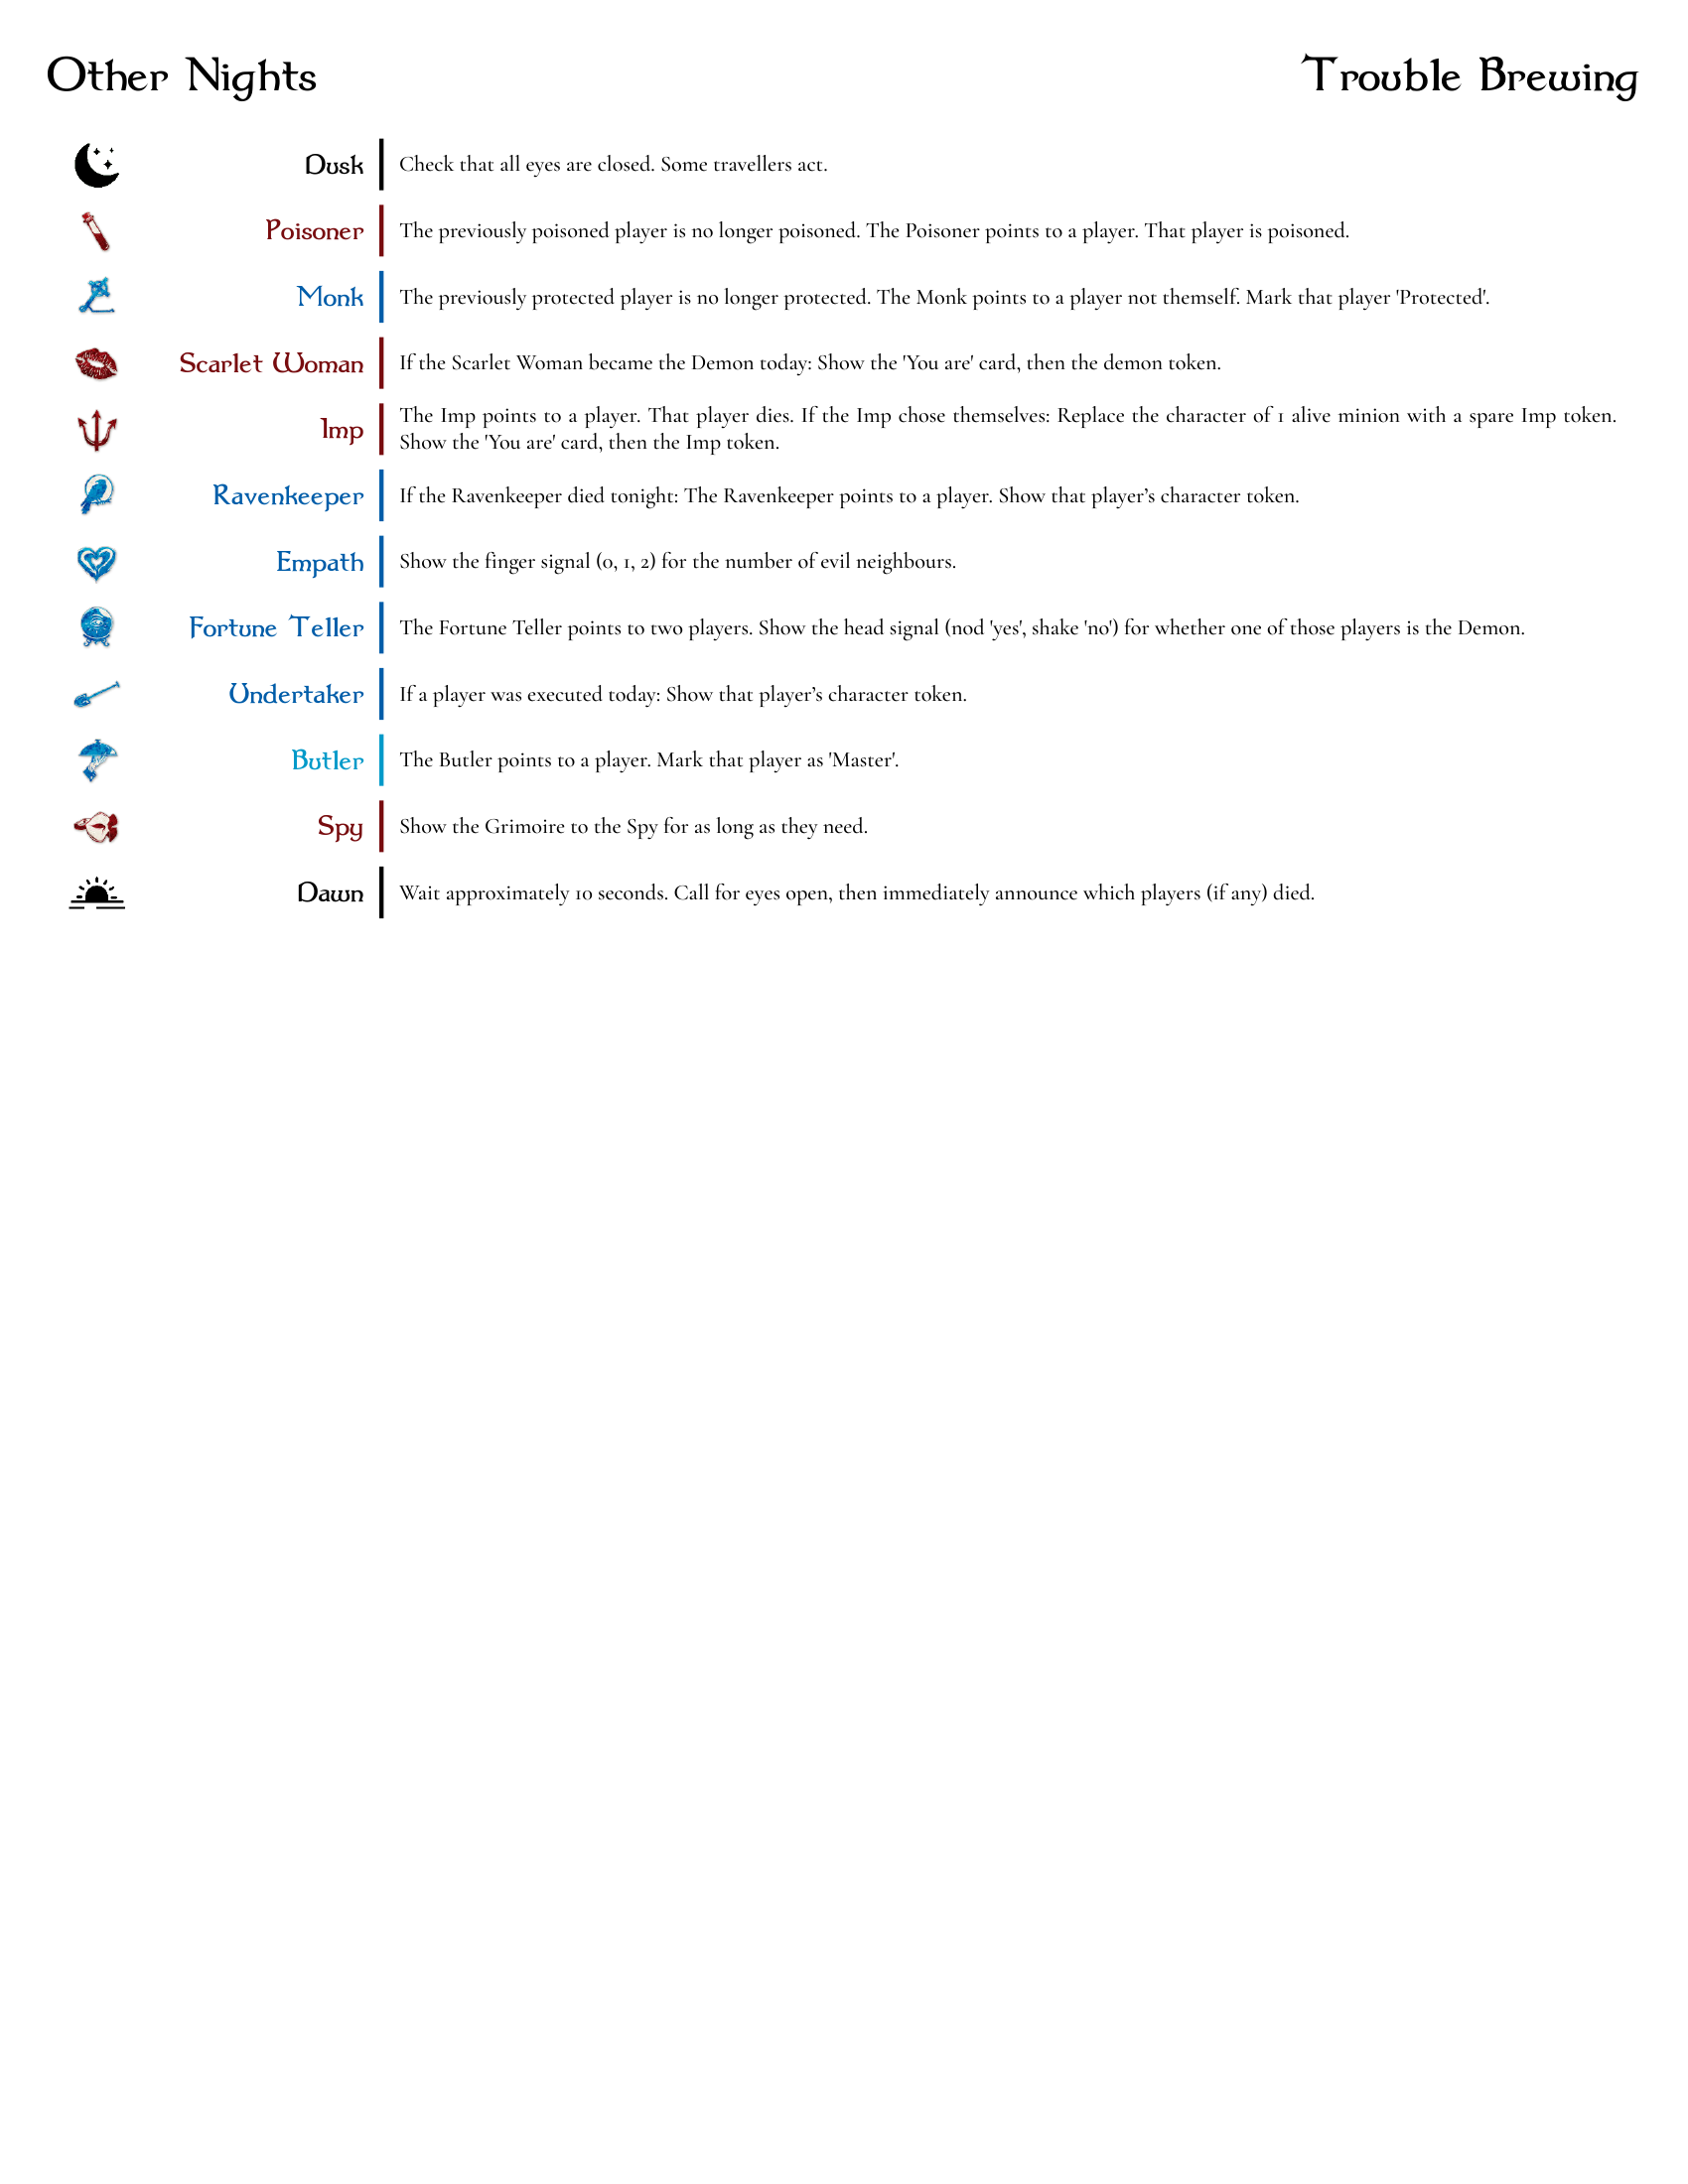 Other Nights
Trouble Brewing
Dusk
Check that all eyes are closed. Some travellers act.
Poisoner
The previously poisoned player is no longer poisoned. The Poisoner points to a player. That player is poisoned.
Monk
The previously protected player is no longer protected. The Monk points to a player not themself. Mark that player 'Protected'.
Scarlet Woman
If the Scarlet Woman became the Demon today: Show the 'You are' card, then the demon token.
Imp
The Imp points to a player. That player dies. If the Imp chose themselves: Replace the character of 1 alive minion with a spare Imp token.
Show the 'You are' card, then the Imp token.
Ravenkeeper
If the Ravenkeeper died tonight: The Ravenkeeper points to a player. Show that player’s character token.
Empath
Show the finger signal (0, 1, 2) for the number of evil neighbours.
Fortune Teller
The Fortune Teller points to two players. Show the head signal (nod 'yes', shake 'no') for whether one of those players is the Demon.
Undertaker
If a player was executed today: Show that player’s character token.
Butler
The Butler points to a player. Mark that player as 'Master'.
Spy
Show the Grimoire to the Spy for as long as they need.
Dawn
Wait approximately 10 seconds. Call for eyes open, then immediately announce which players (if any) died.